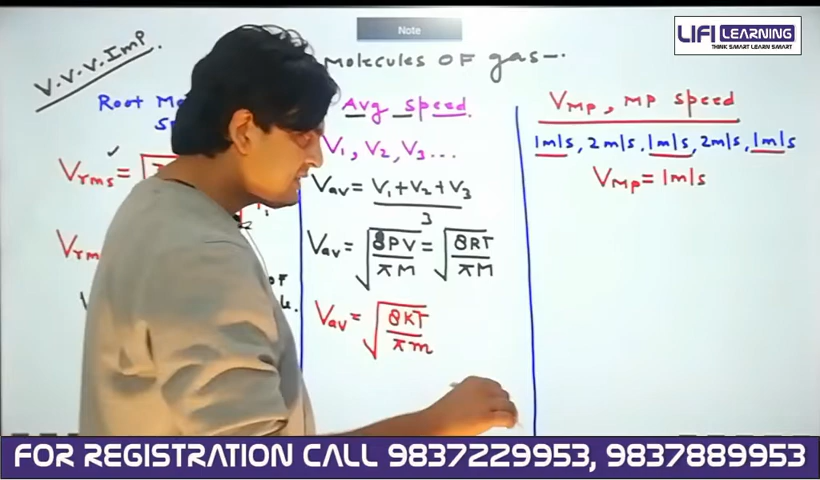 Note
LIFI LEARNING
THINK SMART LEARN SMART
V.V.V.Imp.
Molecules OF gas-..
Root M
Vrms =
Vrm
OF
Avg speed
V1, V2, V3...
Vav = V1+V2+V3
3
Vav = √8PV/πM = √8RT/πM
Vav = √8KT/πm
VMP, MP speed
1m/s, 2m/s, 1m/s, 2m/s, 1m/s
VMP = 1m/s
FOR REGISTRATION CALL 9837229953, 9837889953